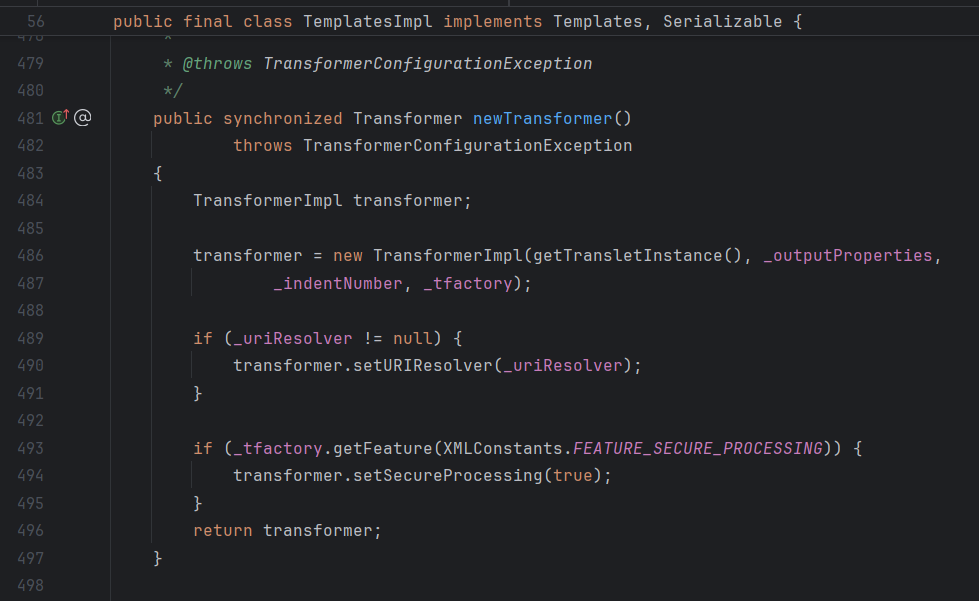 56 public final class TemplatesImpl implements Templates, Serializable {
478 *
479 * @throws TransformerConfigurationException
480 */
481 public synchronized Transformer newTransformer()
482 throws TransformerConfigurationException
483 {
484 TransformerImpl transformer;
485
486 transformer = new TransformerImpl(getTransletInstance(), _outputProperties,
487 _indentNumber, _tfactory);
488
489 if (_uriResolver != null) {
490 transformer.setURIResolver(_uriResolver);
491 }
492
493 if (_tfactory.getFeature(XMLConstants.FEATURE_SECURE_PROCESSING)) {
494 transformer.setSecureProcessing(true);
495 }
496 return transformer;
497 }
498